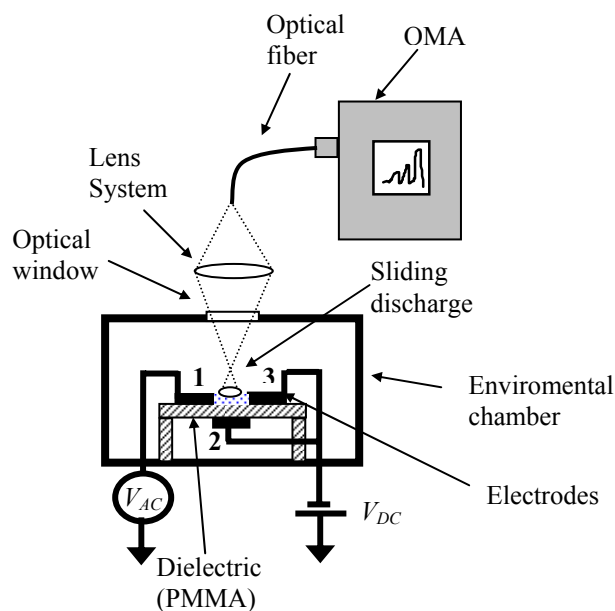 Optical
fiber
OMA
Lens
System
Optical
window
Sliding
discharge
1
3
Enviromental
chamber
2
Electrodes
V_AC
V_DC
Dielectric
(PMMA)